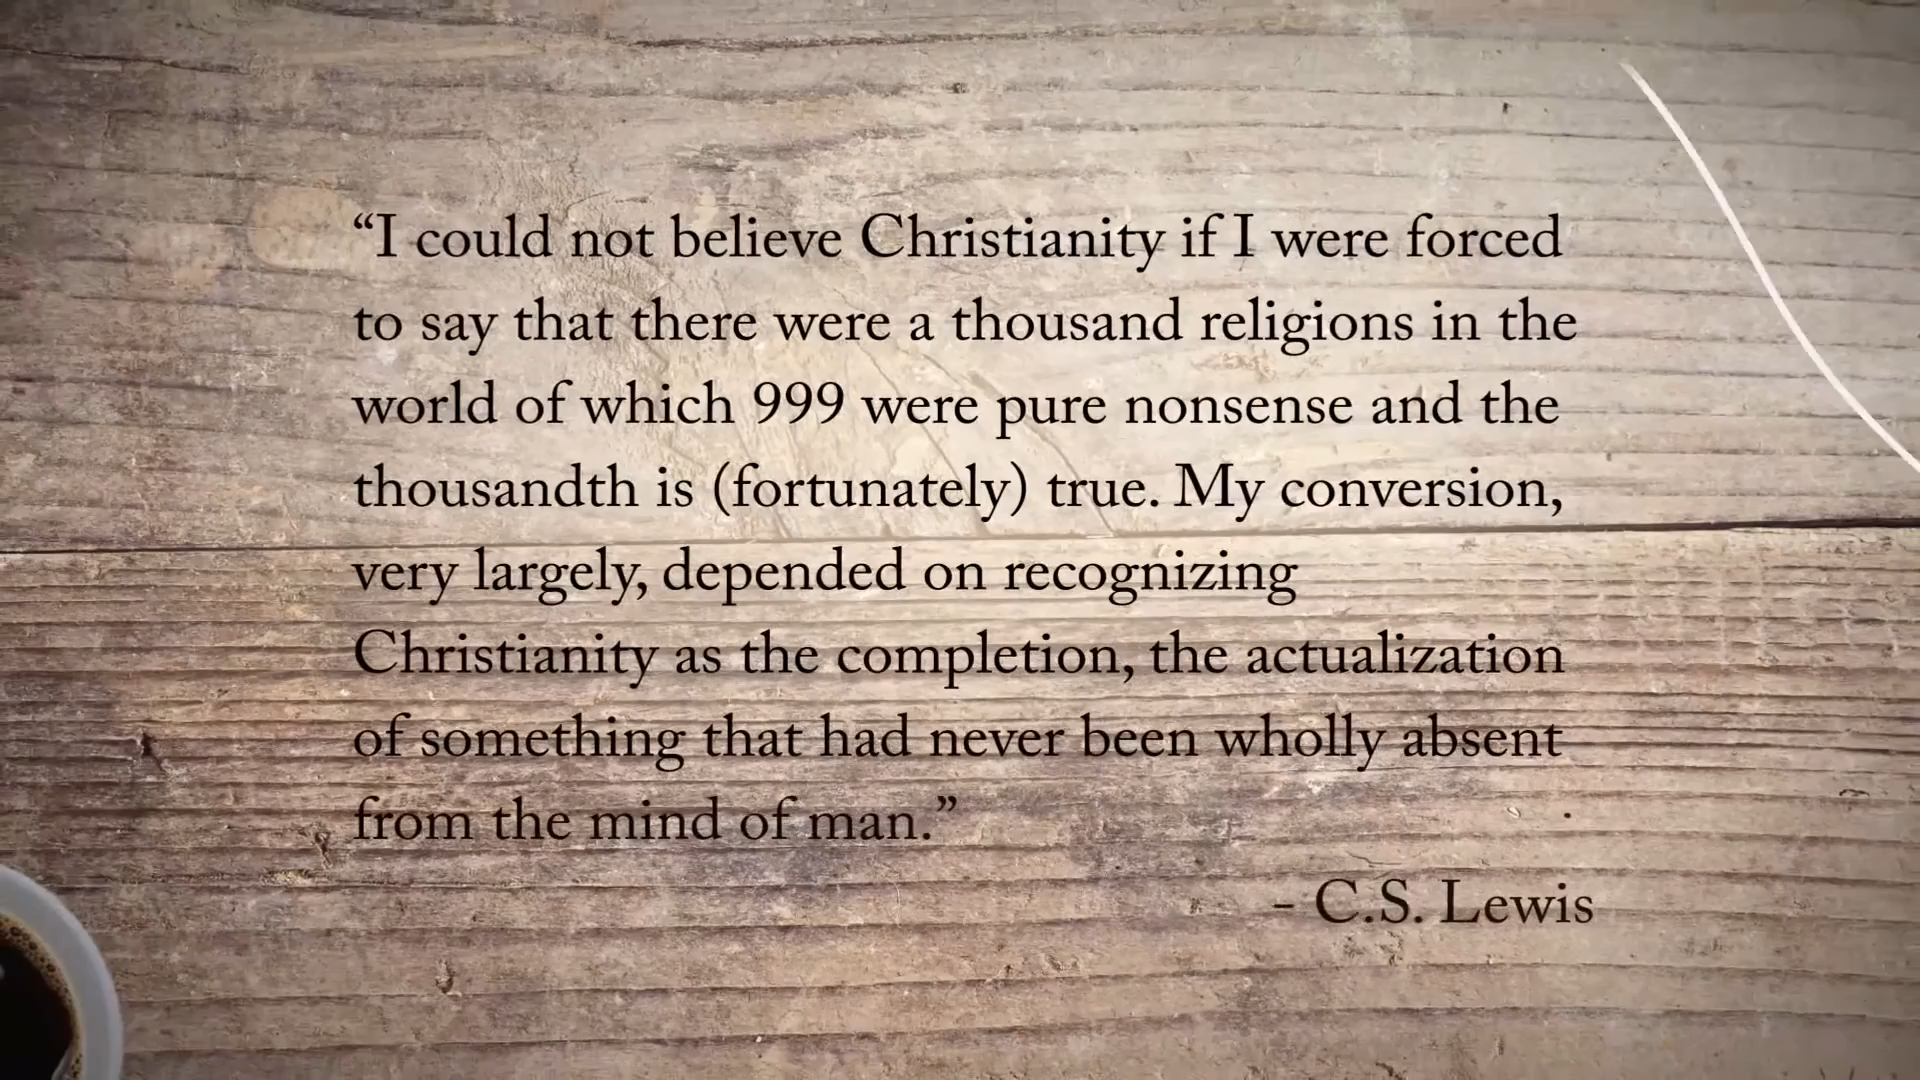 “I could not believe Christianity if I were forced
to say that there were a thousand religions in the
world of which 999 were pure nonsense and the
thousandth is (fortunately) true. My conversion,
very largely, depended on recognizing
Christianity as the completion, the actualization
of something that had never been wholly absent
from the mind of man.”
- C.S. Lewis